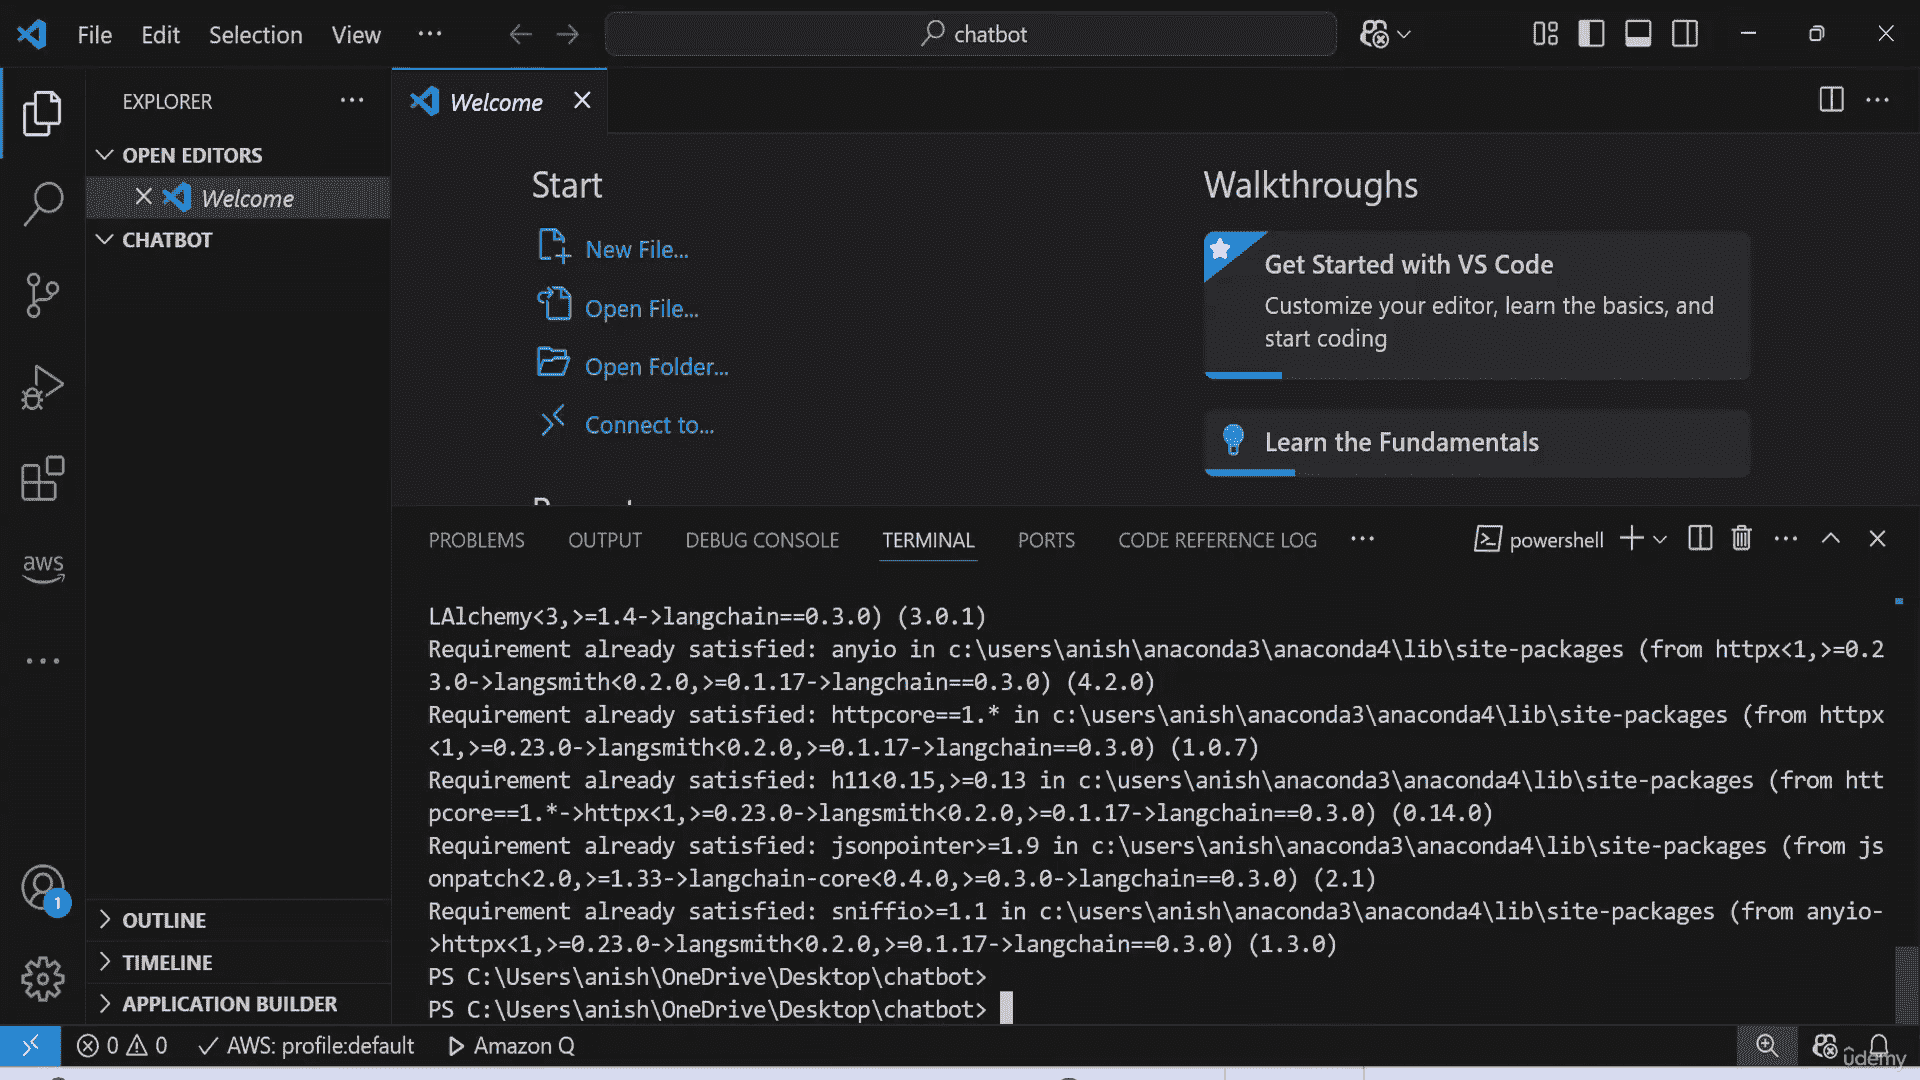 File Edit Selection View ··· chatbot
EXPLORER ···
OPEN EDITORS
Welcome
CHATBOT
aws
1
OUTLINE
TIMELINE
APPLICATION BUILDER
Welcome
Start
New File...
Open File...
Open Folder...
Connect to...
Walkthroughs
Get Started with VS Code
Customize your editor, learn the basics, and
start coding
Learn the Fundamentals
PROBLEMS OUTPUT DEBUG CONSOLE TERMINAL PORTS CODE REFERENCE LOG ··· powershell
LAlchemy<3,>=1.4->langchain==0.3.0) (3.0.1)
Requirement already satisfied: anyio in c:\users\anish\anaconda3\anaconda4\lib\site-packages (from httpx<1,>=0.2
3.0->langsmith<0.2.0,>=0.1.17->langchain==0.3.0) (4.2.0)
Requirement already satisfied: httpcore==1.* in c:\users\anish\anaconda3\anaconda4\lib\site-packages (from httpx
<1,>=0.23.0->langsmith<0.2.0,>=0.1.17->langchain==0.3.0) (1.0.7)
Requirement already satisfied: h11<0.15,>=0.13 in c:\users\anish\anaconda3\anaconda4\lib\site-packages (from htt
pcore==1.*->httpx<1,>=0.23.0->langsmith<0.2.0,>=0.1.17->langchain==0.3.0) (0.14.0)
Requirement already satisfied: jsonpointer>=1.9 in c:\users\anish\anaconda3\anaconda4\lib\site-packages (from js
onpatch<2.0,>=1.33->langchain-core<0.4.0,>=0.3.0->langchain==0.3.0) (2.1)
Requirement already satisfied: sniffio>=1.1 in c:\users\anish\anaconda3\anaconda4\lib\site-packages (from anyio-
>httpx<1,>=0.23.0->langsmith<0.2.0,>=0.1.17->langchain==0.3.0) (1.3.0)
PS C:\Users\anish\OneDrive\Desktop\chatbot>
PS C:\Users\anish\OneDrive\Desktop\chatbot>
0 0 AWS: profile:default Amazon Q
udemy